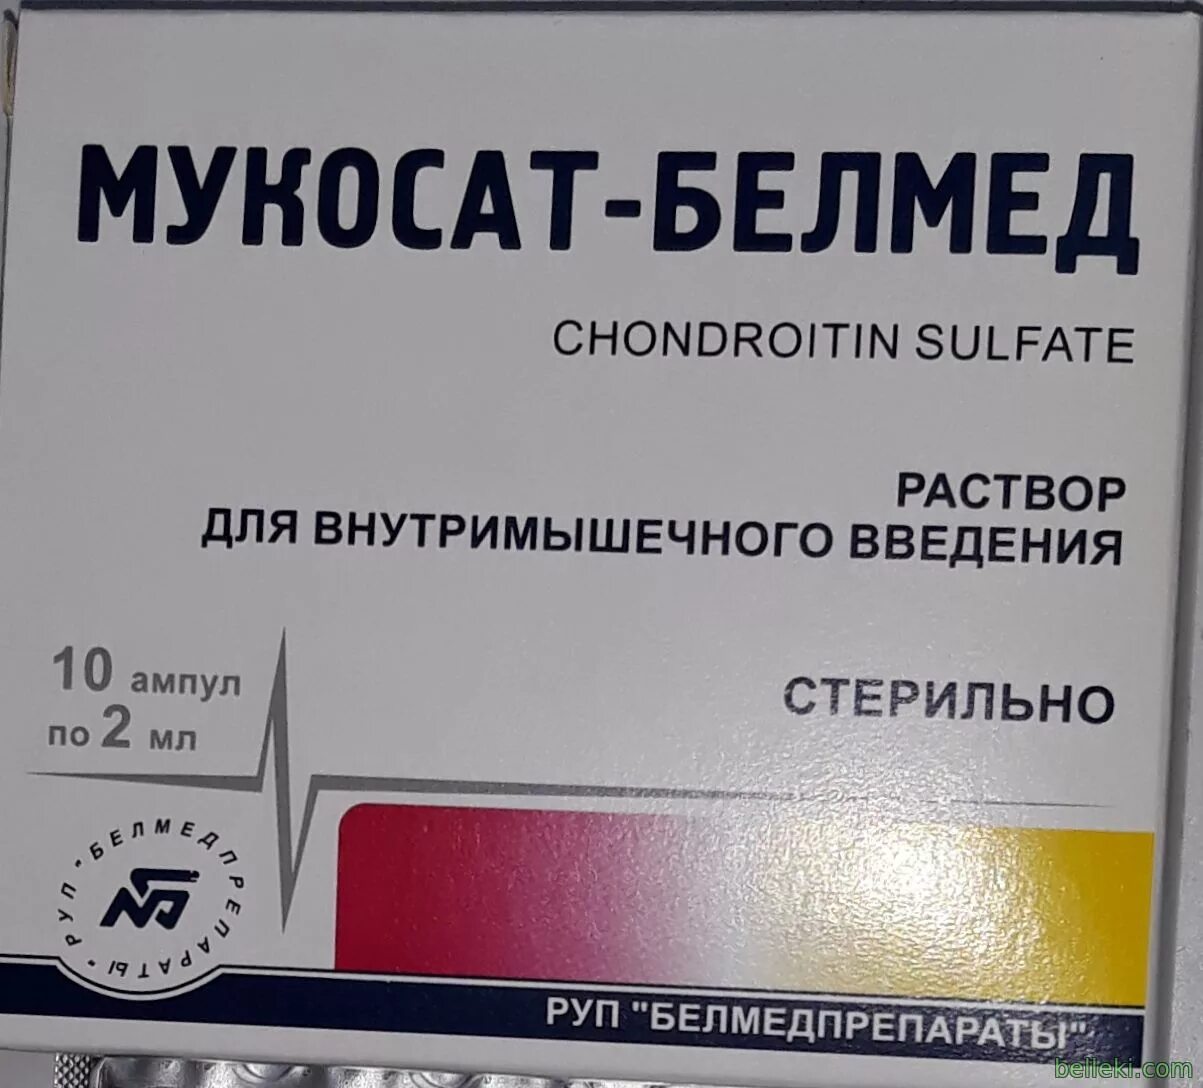 МУКОСАТ-БЕЛМЕД
CHONDROITIN SULFATE
РАСТВОР
ДЛЯ ВНУТРИМЫШЕЧНОГО ВВЕДЕНИЯ
10 ампул
по 2 мл
СТЕРИЛЬНО
РУП "БЕЛМЕДПРЕПАРАТЫ"
РУП "БЕЛМЕДПРЕПАРАТЫ"
belleki.com